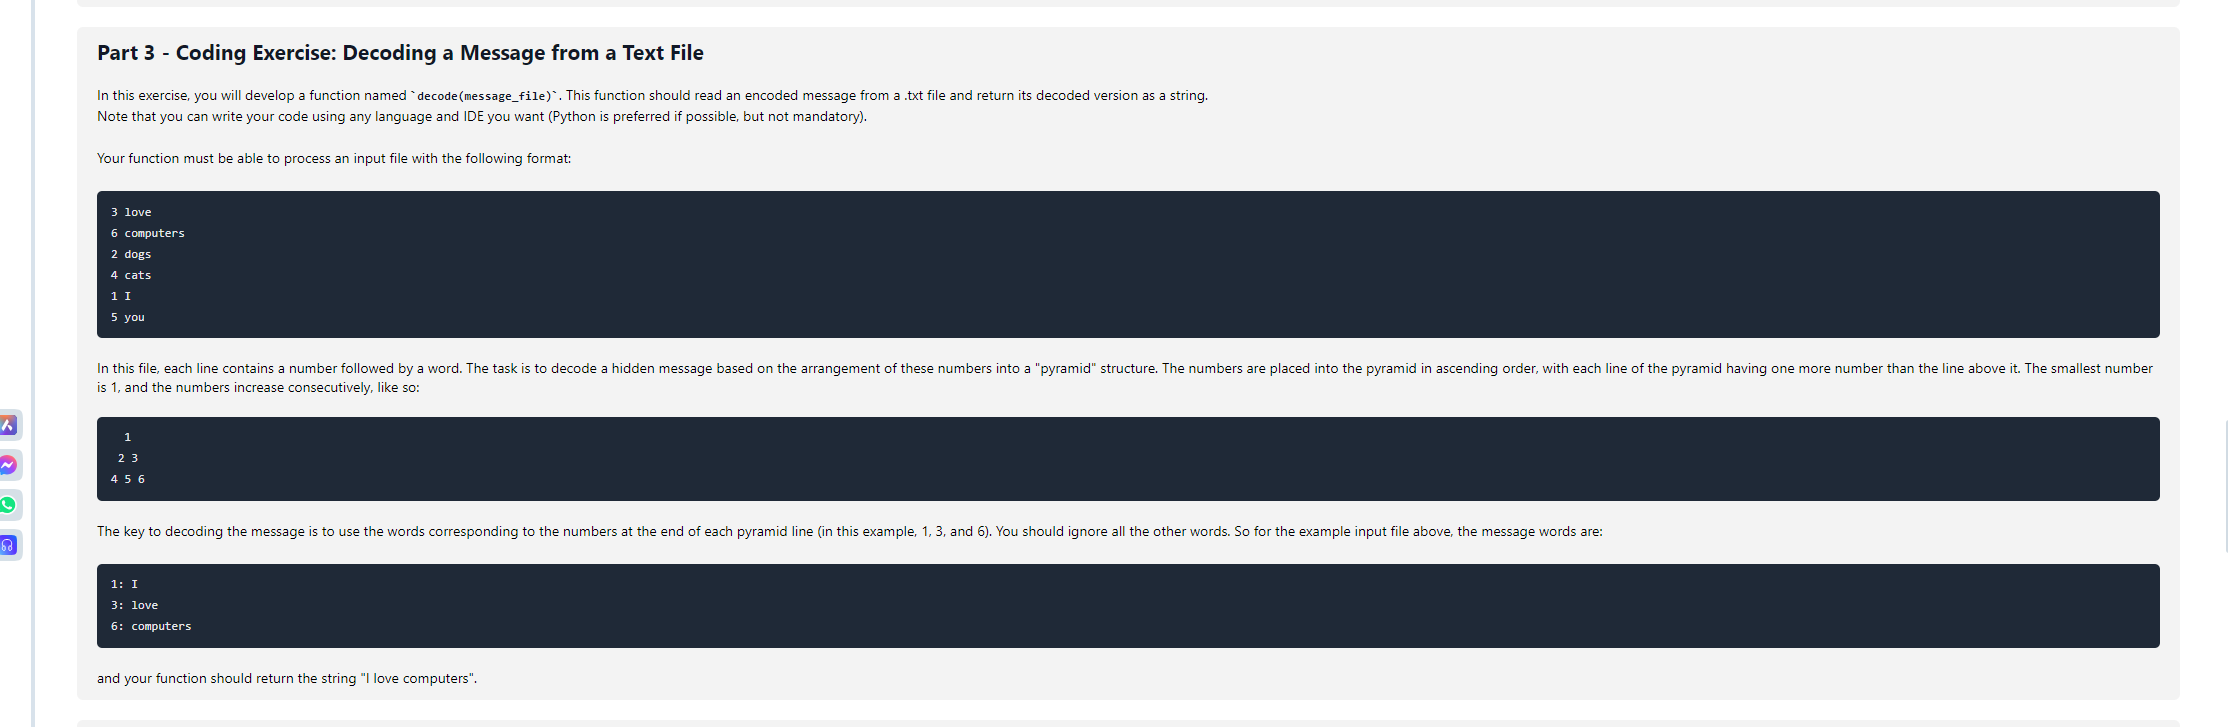 Part 3 - Coding Exercise: Decoding a Message from a Text File
In this exercise, you will develop a function named `decode(message_file)`. This function should read an encoded message from a .txt file and return its decoded version as a string.
Note that you can write your code using any language and IDE you want (Python is preferred if possible, but not mandatory).
Your function must be able to process an input file with the following format:
3 love
6 computers
2 dogs
4 cats
1 I
5 you
In this file, each line contains a number followed by a word. The task is to decode a hidden message based on the arrangement of these numbers into a "pyramid" structure. The numbers are placed into the pyramid in ascending order, with each line of the pyramid having one more number than the line above it. The smallest number
is 1, and the numbers increase consecutively, like so:
1
2 3
4 5 6
The key to decoding the message is to use the words corresponding to the numbers at the end of each pyramid line (in this example, 1, 3, and 6). You should ignore all the other words. So for the example input file above, the message words are:
1: I
3: love
6: computers
and your function should return the string "I love computers".